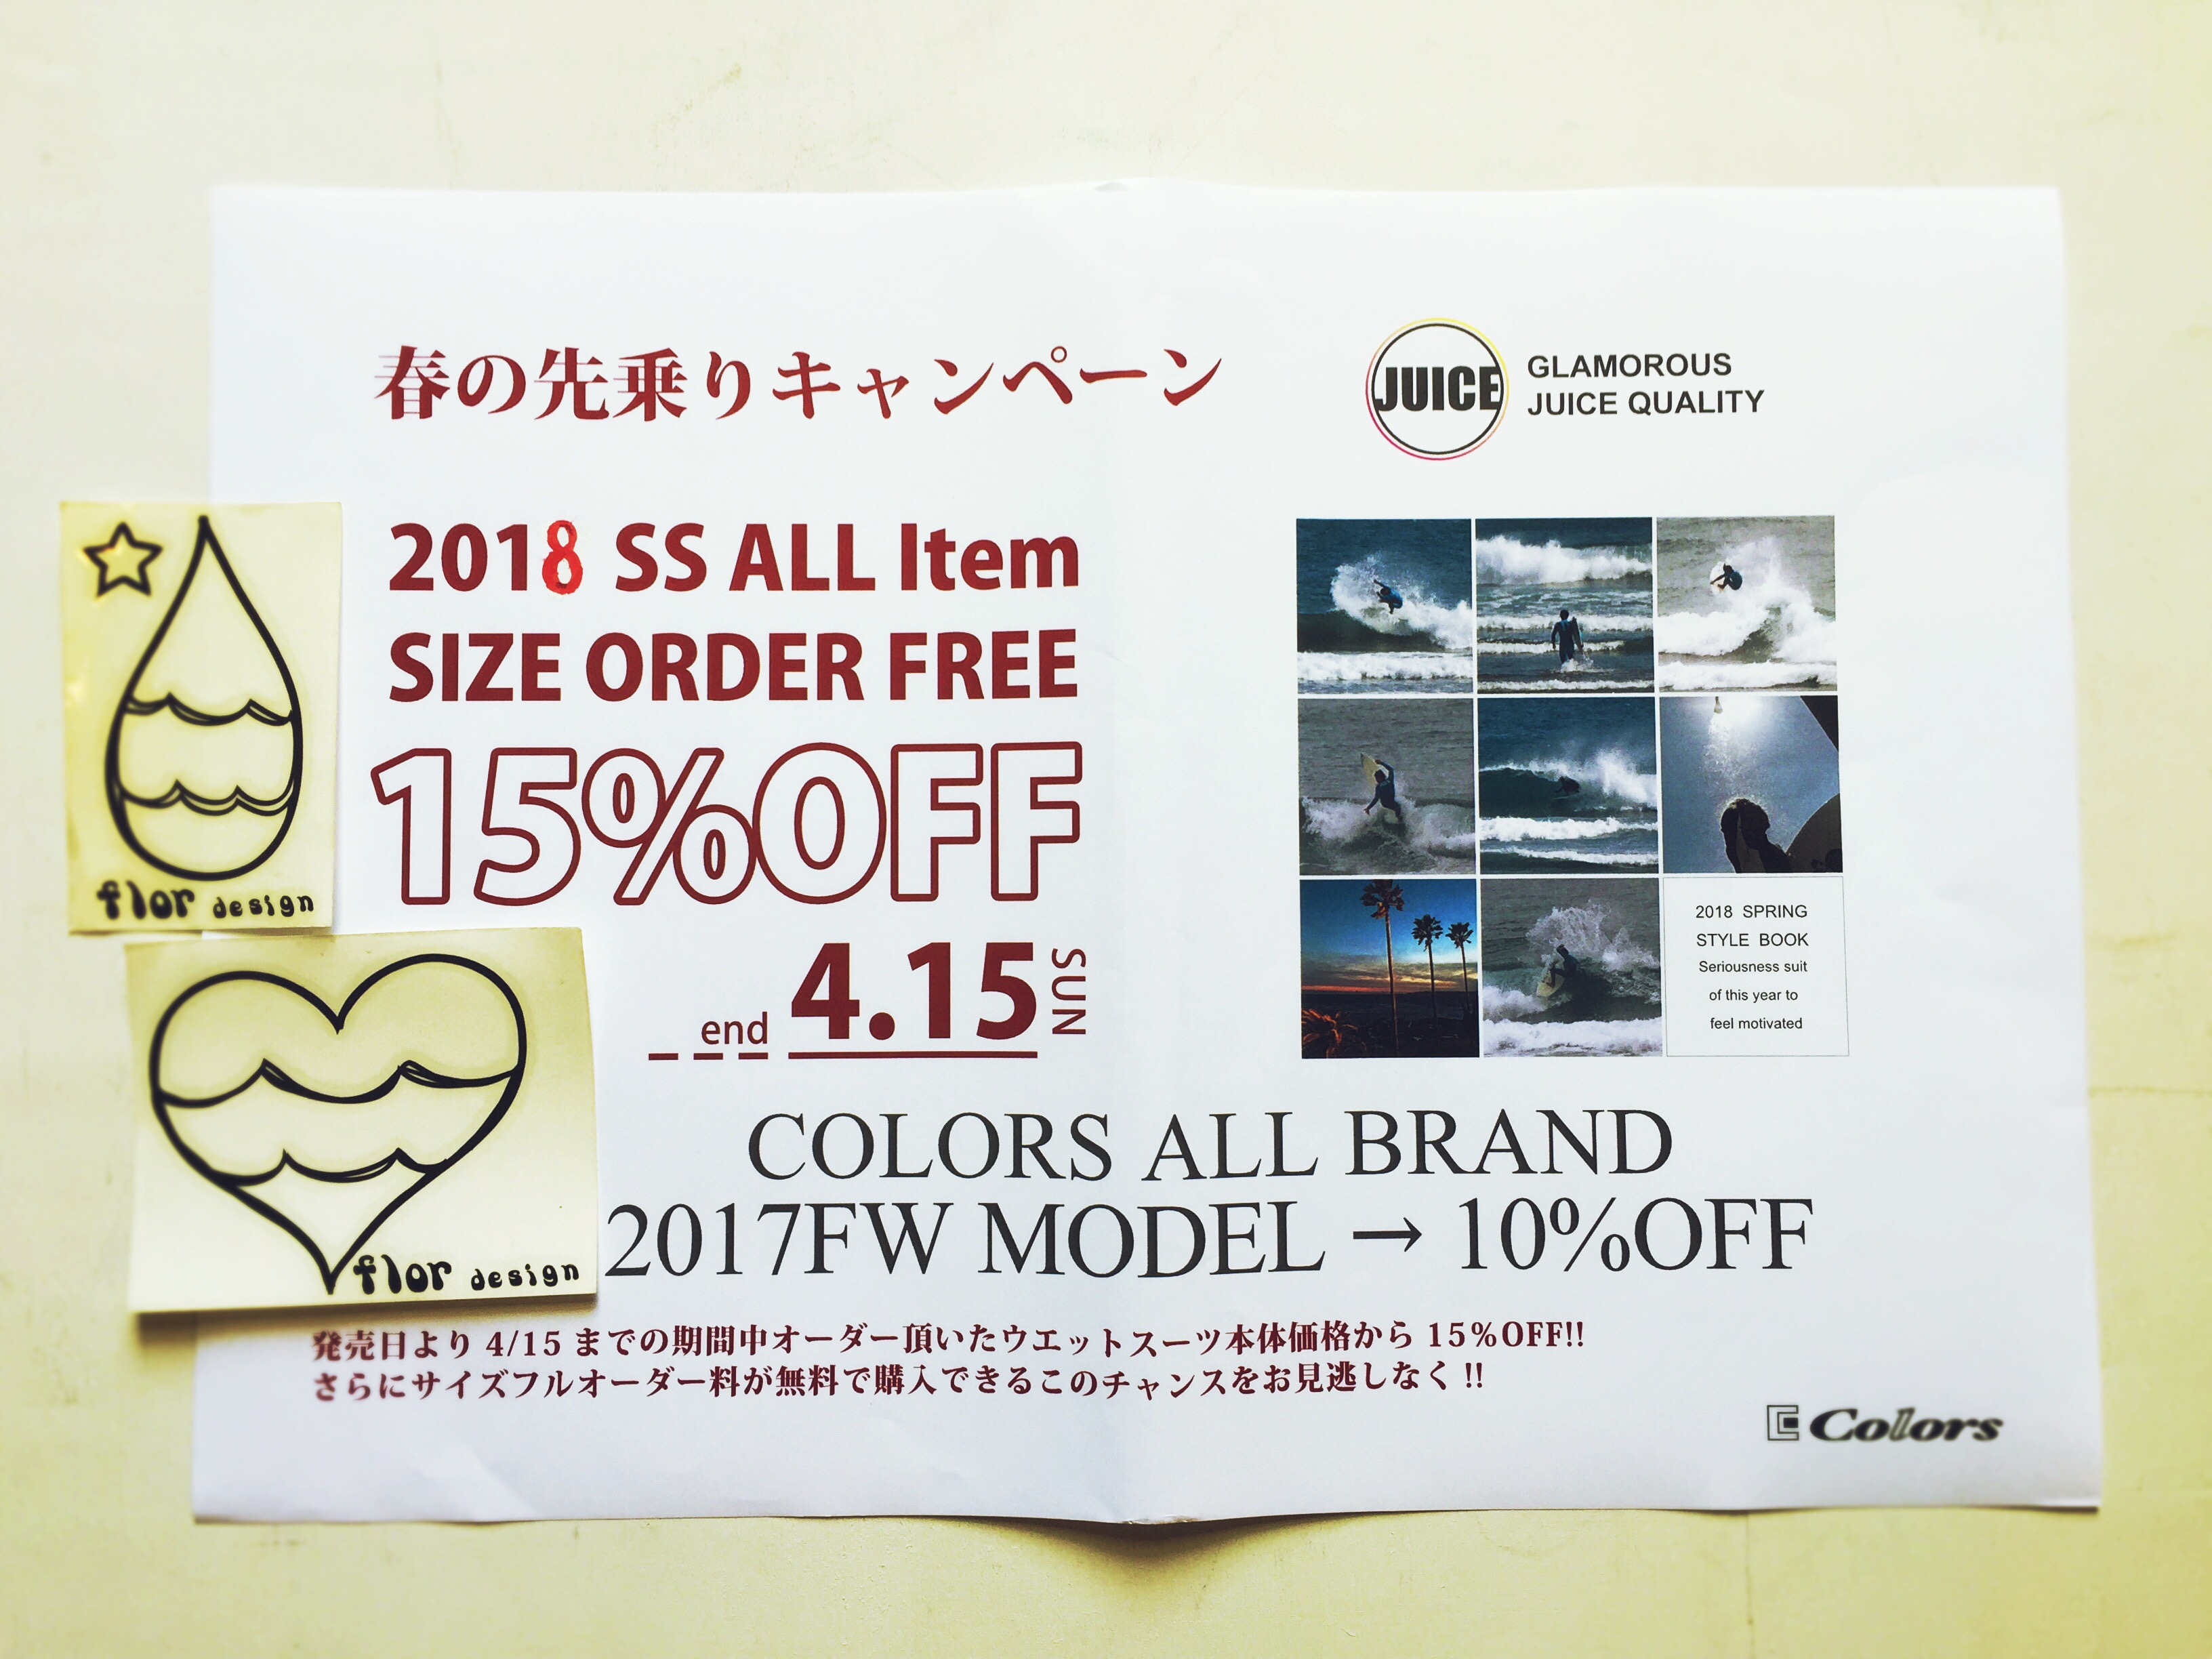 春の先乗りキャンペーン
JUICE
GLAMOROUS
JUICE QUALITY
2018 SS ALL Item
SIZE ORDER FREE
15%OFF
end 4.15 SUN
2018 SPRING
STYLE BOOK
Seriousness suit
of this year to
feel motivated
flor design
flor design
COLORS ALL BRAND
2017FW MODEL → 10%OFF
発売日より 4/15 までの期間中オーダー頂いたウエットスーツ本体価格から 15%OFF!!
さらにサイズフルオーダー料が無料で購入できるこのチャンスをお見逃しなく !!
Colors